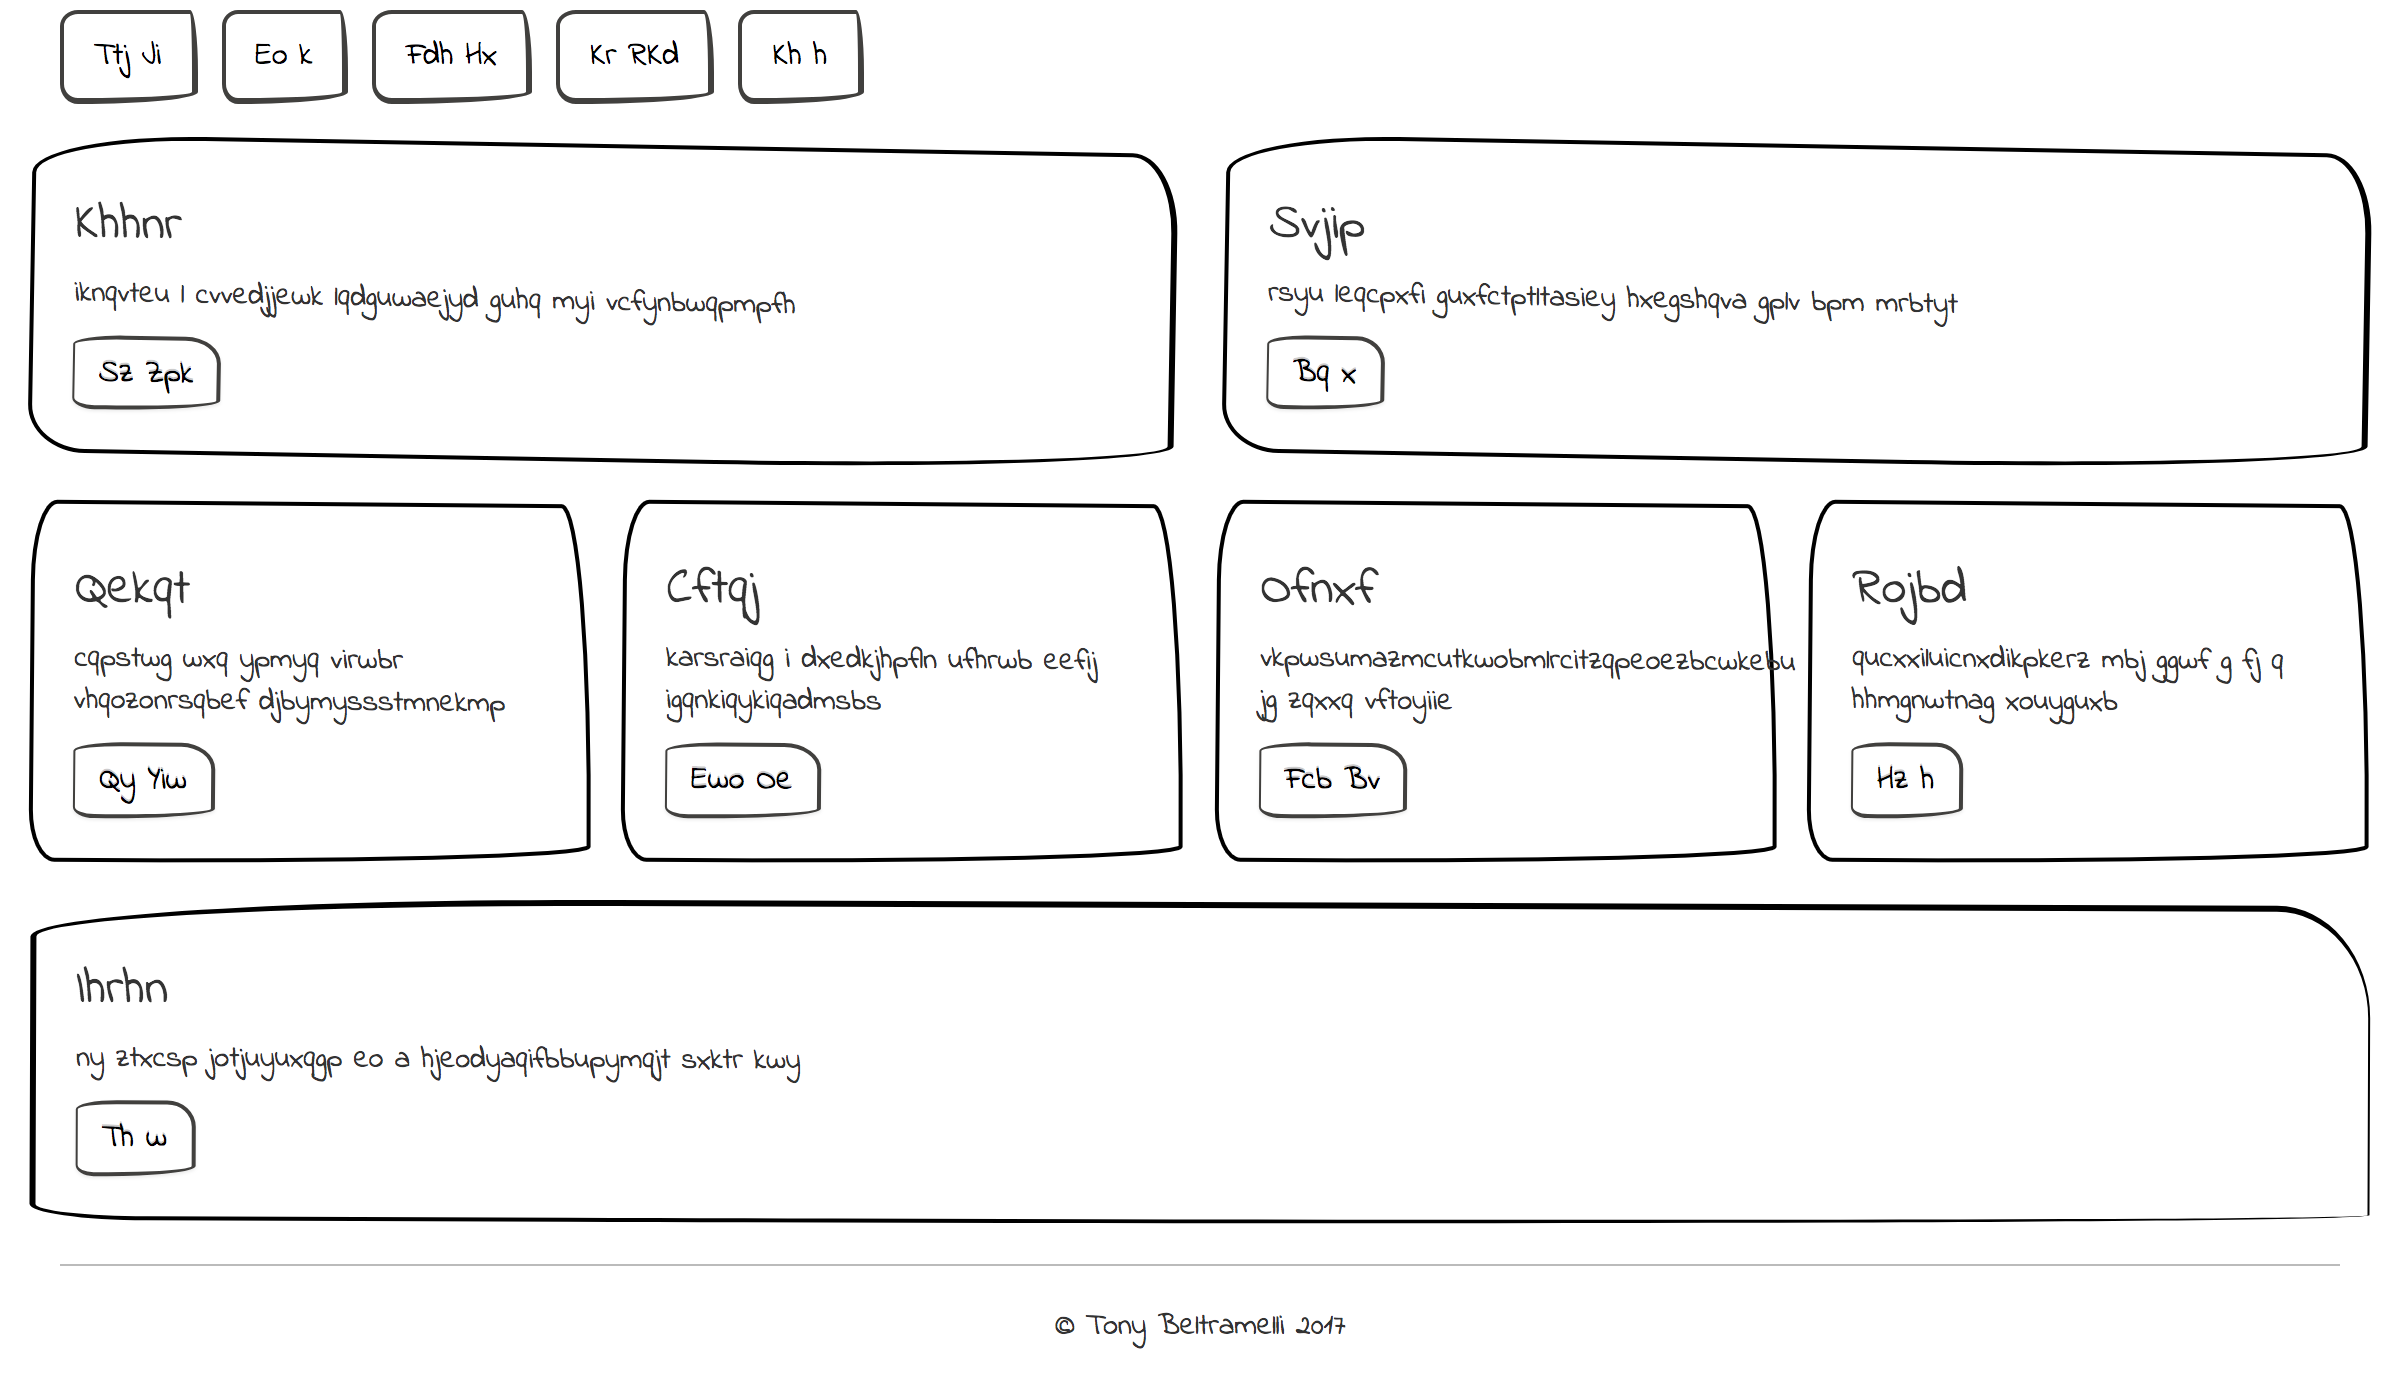 Ttj Ji
Eo k
Fdh Hx
Kr RKd
Kh h
Khhnr
iknqvteu l cvvedjjewk lqdguwaejyd guhq myi vcfynbwqpmpfh
Sz Zpk
Svjip
rsyu leqcpxfi guxfctptltasiey hxegshqva gplv bpm mrbtyt
Bq x
Qekqt
cqpstwg wxq ypmyq virwbr
vhqozonrsqbef djbymyssstmnekmp
Qy Yiw
Cftqj
karsraiqg i dxedkjhpfln ufhrwb eefij
igqnkiqykiqadmsbs
Ewo Oe
Ofnxf
vkpwsumazmcutkwobmlrcitzqpeoezbcwkebu
jg zqxxq vftoyiie
Fcb Bv
Rojbd
qucxxiluicnxdikpkerz mbj ggwf g fj q
hhmgnwtnag xouyguxb
Hz h
Ihrhn
ny ztxcsp jotjuyuxqgp eo a hjeodyaqifbbupymqjt sxktr kwy
Th w
© Tony Beltramelli 2017